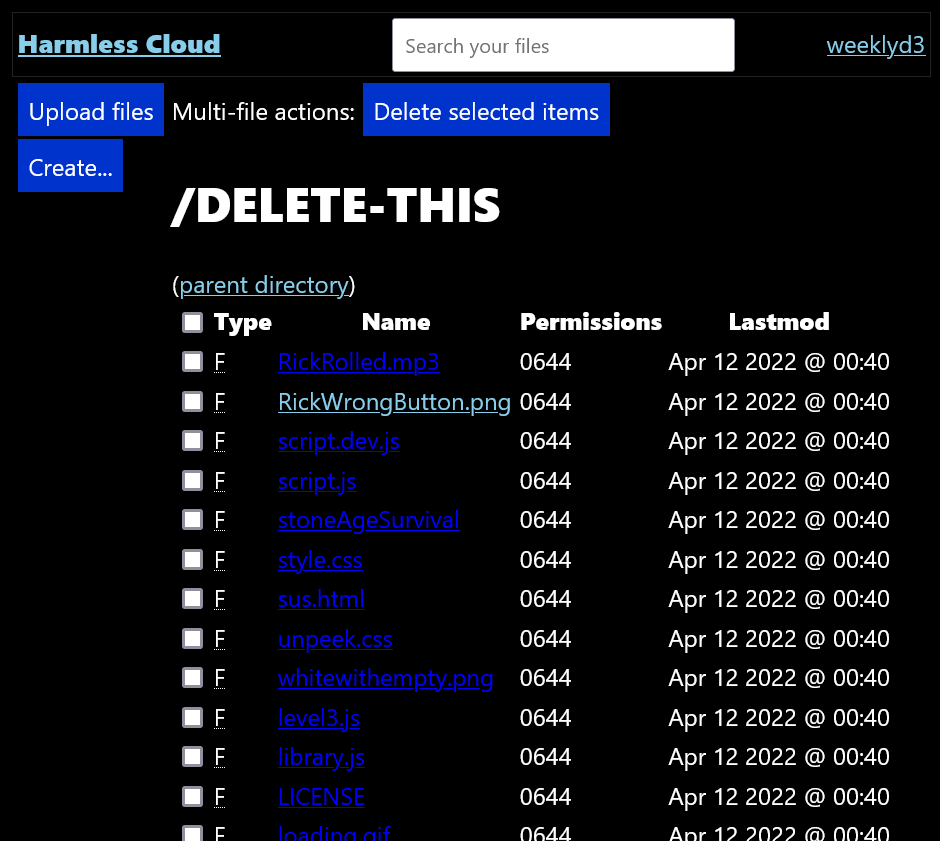 Harmless Cloud Search your files weeklyd3
Upload files Multi-file actions: Delete selected items
Create...
/DELETE-THIS
(parent directory)
Type Name Permissions Lastmod
F RickRolled.mp3 0644 Apr 12 2022 @ 00:40
F RickWrongButton.png 0644 Apr 12 2022 @ 00:40
F script.dev.js 0644 Apr 12 2022 @ 00:40
F script.js 0644 Apr 12 2022 @ 00:40
F stoneAgeSurvival 0644 Apr 12 2022 @ 00:40
F style.css 0644 Apr 12 2022 @ 00:40
F sus.html 0644 Apr 12 2022 @ 00:40
F unpeek.css 0644 Apr 12 2022 @ 00:40
F whitewithempty.png 0644 Apr 12 2022 @ 00:40
F level3.js 0644 Apr 12 2022 @ 00:40
F library.js 0644 Apr 12 2022 @ 00:40
F LICENSE 0644 Apr 12 2022 @ 00:40
F loading.gif 0644 Apr 12 2022 @ 00:40